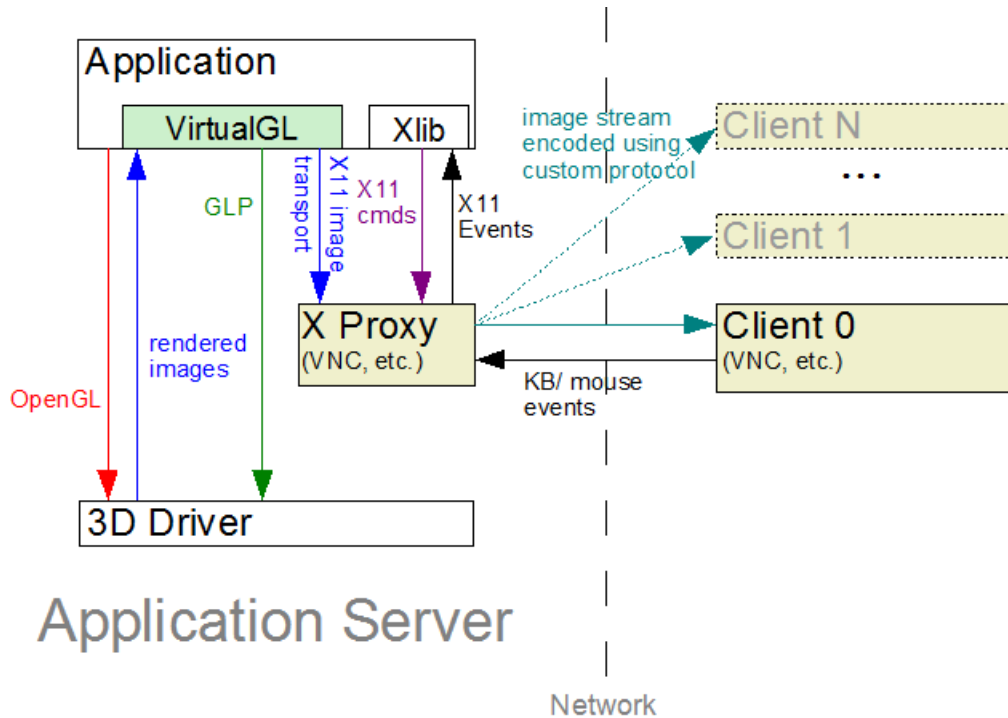 Application
VirtualGL
Xlib
image stream
encoded using
custom protocol
Client N
...
Client 1
GLP
X11 image
transport
X11
cmds
X11
Events
X Proxy
(VNC, etc.)
Client 0
(VNC, etc.)
rendered
images
KB/ mouse
events
OpenGL
3D Driver
Application Server
Network